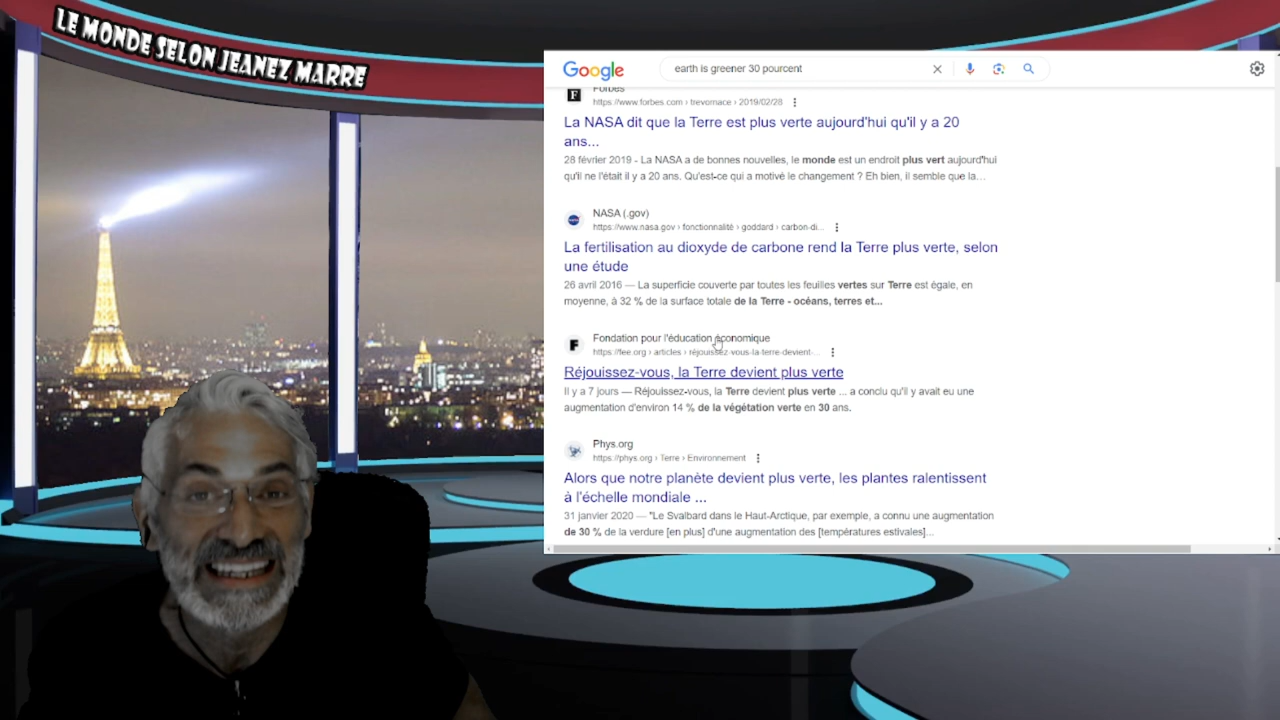 LE MONDE SELON JEANEZ MARRE
Google
earth is greener 30 pourcent
Forbes
https://www.forbes.com › trevornace › 2019/02/28
La NASA dit que la Terre est plus verte aujourd'hui qu'il y a 20
ans...
28 février 2019 - La NASA a de bonnes nouvelles, le monde est un endroit plus vert aujourd'hui
qu'il ne l'était il y a 20 ans. Qu'est-ce qui a motivé le changement ? Eh bien, il semble que la...
NASA (.gov)
https://www.nasa.gov › fonctionnalité › goddard › carbon-di...
La fertilisation au dioxyde de carbone rend la Terre plus verte, selon
une étude
26 avril 2016 — La superficie couverte par toutes les feuilles vertes sur Terre est égale, en
moyenne, à 32 % de la surface totale de la Terre - océans, terres et...
Fondation pour l'éducation économique
https://fee.org › articles › réjouissez-vous-la-terre-devient-...
Réjouissez-vous, la Terre devient plus verte
Il y a 7 jours — Réjouissez-vous, la Terre devient plus verte ... a conclu qu'il y avait eu une
augmentation d'environ 14 % de la végétation verte en 30 ans.
Phys.org
https://phys.org › Terre › Environnement
Alors que notre planète devient plus verte, les plantes ralentissent
à l'échelle mondiale ...
31 janvier 2020 — "Le Svalbard dans le Haut-Arctique, par exemple, a connu une augmentation
de 30 % de la verdure [en plus] d'une augmentation des [températures estivales]...